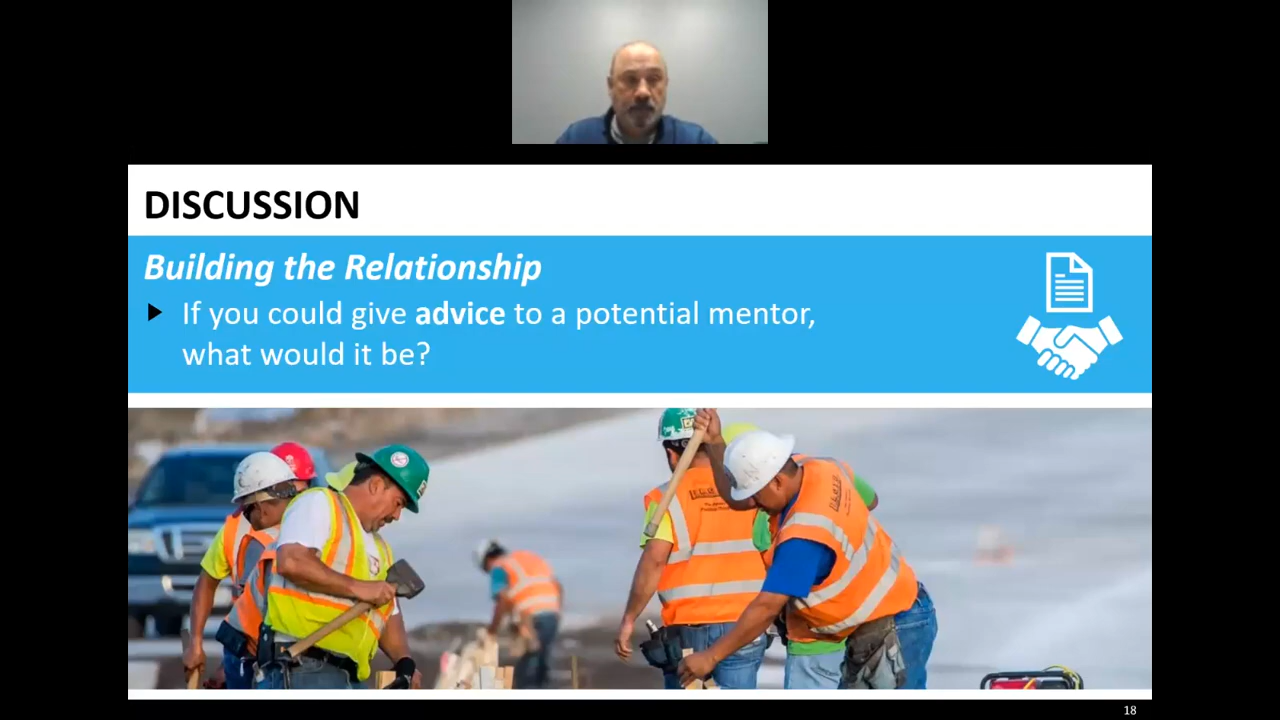 DISCUSSION
Building the Relationship
If you could give advice to a potential mentor,
what would it be?
18